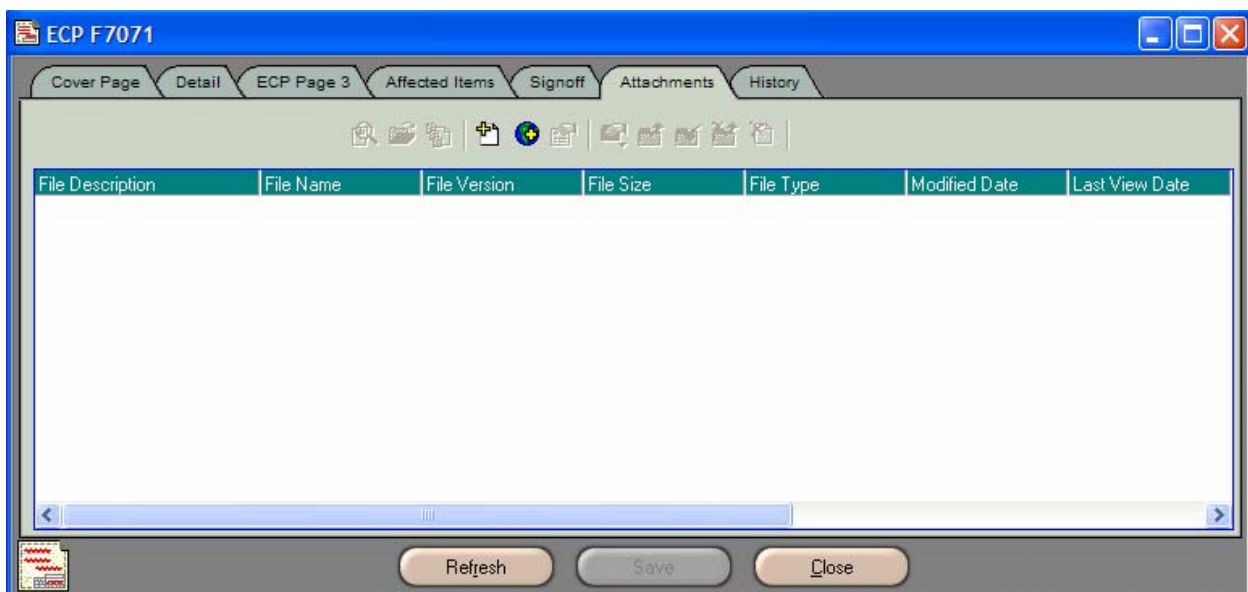 ECP F7071
Cover Page Detail ECP Page 3 Affected Items Signoff Attachments History
File Description File Name File Version File Size File Type Modified Date Last View Date
Refresh Save Close